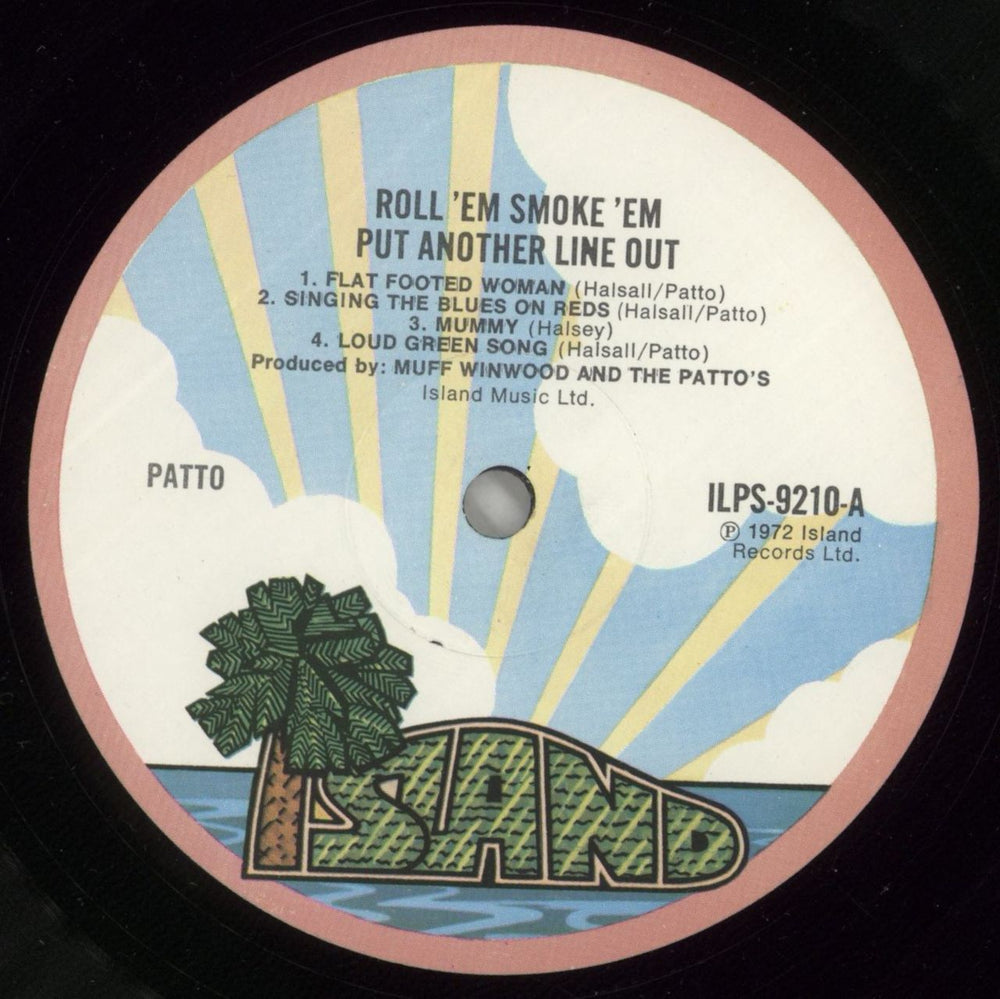 ROLL 'EM SMOKE 'EM
PUT ANOTHER LINE OUT
1. FLAT FOOTED WOMAN (Halsall/Patto)
2. SINGING THE BLUES ON REDS (Halsall/Patto)
3. MUMMY (Halsey)
4. LOUD GREEN SONG (Halsall/Patto)
Produced by: MUFF WINWOOD AND THE PATTO'S
Island Music Ltd.
PATTO
ILPS-9210-A
℗ 1972 Island
Records Ltd.
ISLAND